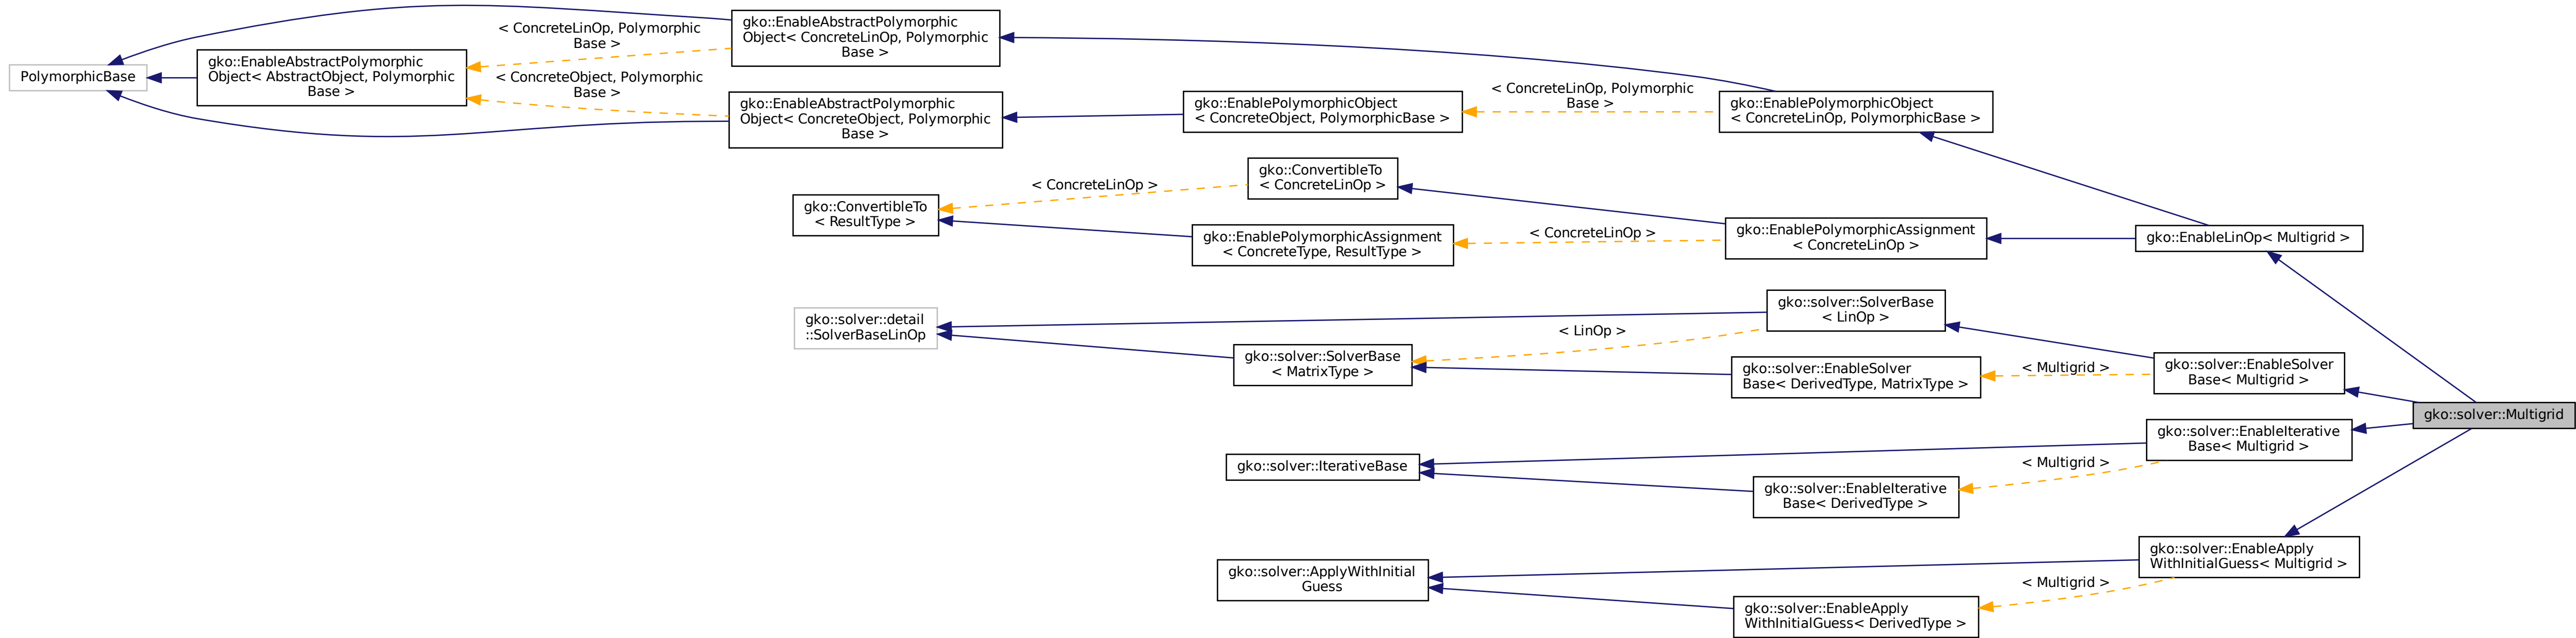 PolymorphicBase
gko::EnableAbstractPolymorphic
Object< AbstractObject, Polymorphic
Base >
< ConcreteLinOp, Polymorphic
Base >
< ConcreteObject, Polymorphic
Base >
gko::EnableAbstractPolymorphic
Object< ConcreteLinOp, Polymorphic
Base >
gko::EnableAbstractPolymorphic
Object< ConcreteObject, Polymorphic
Base >
gko::EnablePolymorphicObject
< ConcreteObject, PolymorphicBase >
< ConcreteLinOp, Polymorphic
Base >
gko::EnablePolymorphicObject
< ConcreteLinOp, PolymorphicBase >
gko::ConvertibleTo
< ResultType >
< ConcreteLinOp >
gko::ConvertibleTo
< ConcreteLinOp >
gko::EnablePolymorphicAssignment
< ConcreteType, ResultType >
< ConcreteLinOp >
gko::EnablePolymorphicAssignment
< ConcreteLinOp >
gko::EnableLinOp< Multigrid >
gko::solver::detail
::SolverBaseLinOp
gko::solver::SolverBase
< MatrixType >
< LinOp >
gko::solver::SolverBase
< LinOp >
gko::solver::EnableSolver
Base< DerivedType, MatrixType >
< Multigrid >
gko::solver::EnableSolver
Base< Multigrid >
gko::solver::Multigrid
gko::solver::IterativeBase
gko::solver::EnableIterative
Base< DerivedType >
< Multigrid >
gko::solver::EnableIterative
Base< Multigrid >
gko::solver::ApplyWithInitial
Guess
gko::solver::EnableApply
WithInitialGuess< DerivedType >
< Multigrid >
gko::solver::EnableApply
WithInitialGuess< Multigrid >